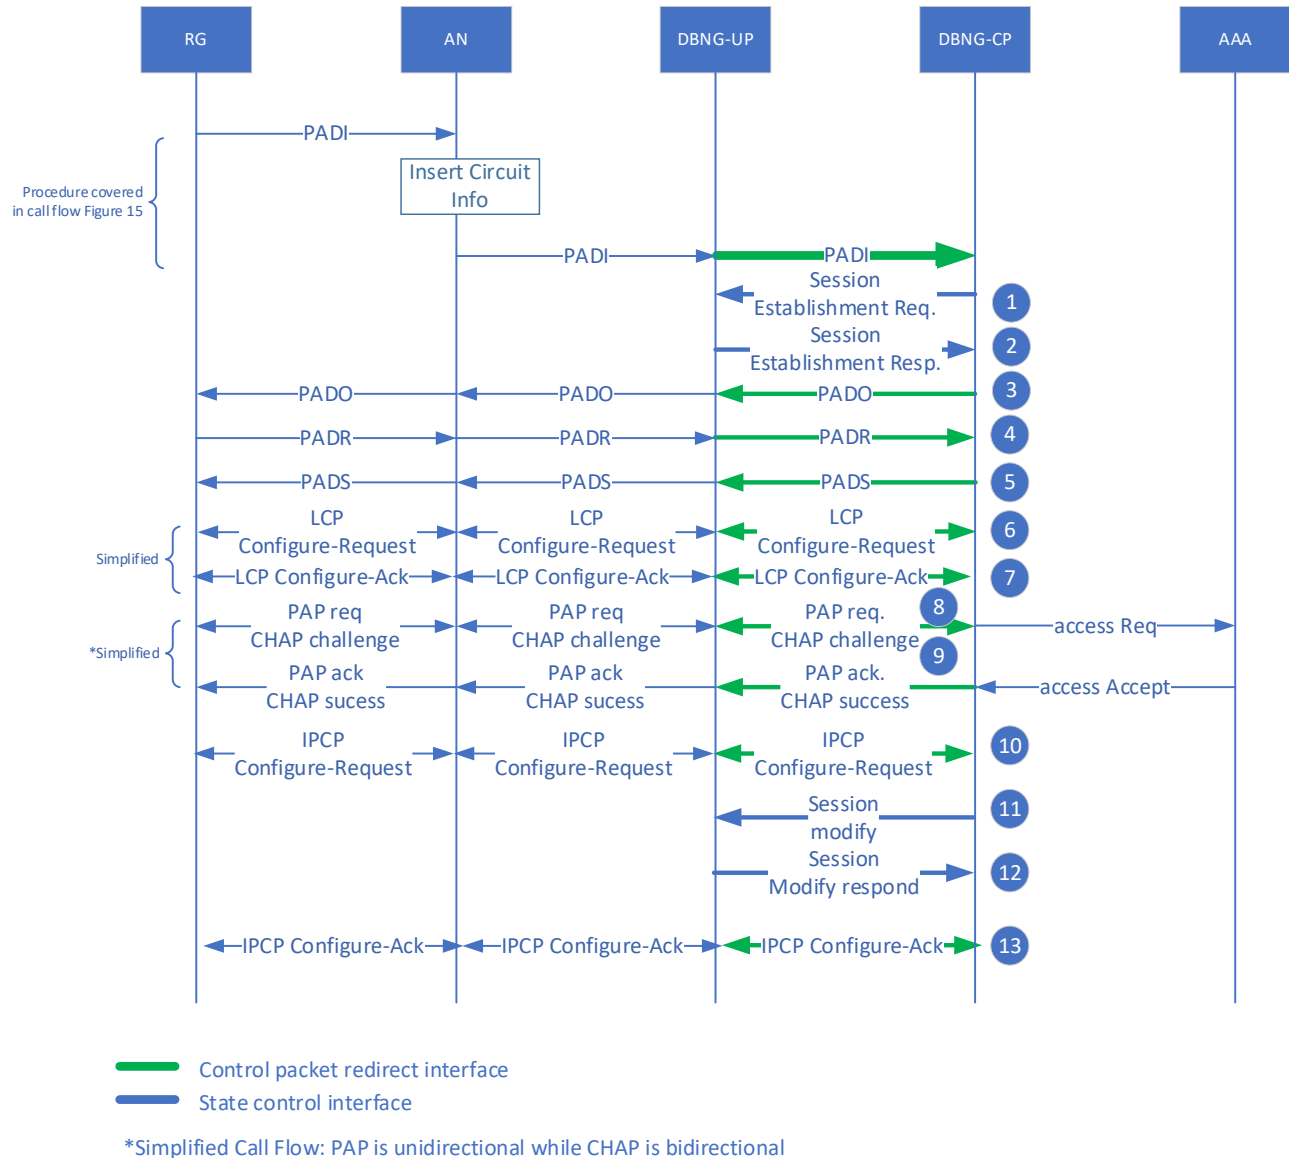 RG
AN
DBNG-UP
DBNG-CP
AAA
PADI
Procedure covered
in call flow Figure 15
Insert Circuit
Info
PADI
PADI
Session
Establishment Req.
1
Session
Establishment Resp.
2
PADO
PADO
PADO
3
PADR
PADR
PADR
4
PADS
PADS
PADS
5
Simplified
LCP
Configure-Request
LCP
Configure-Request
LCP
Configure-Request
6
LCP Configure-Ack
LCP Configure-Ack
LCP Configure-Ack
7
*Simplified
PAP req
CHAP challenge
PAP req
CHAP challenge
PAP req.
CHAP challenge
8
access Req
9
PAP ack
CHAP sucess
PAP ack
CHAP sucess
PAP ack.
CHAP success
access Accept
IPCP
Configure-Request
IPCP
Configure-Request
IPCP
Configure-Request
10
Session
modify
11
Session
Modify respond
12
IPCP Configure-Ack
IPCP Configure-Ack
IPCP Configure-Ack
13
Control packet redirect interface
State control interface
*Simplified Call Flow: PAP is unidirectional while CHAP is bidirectional